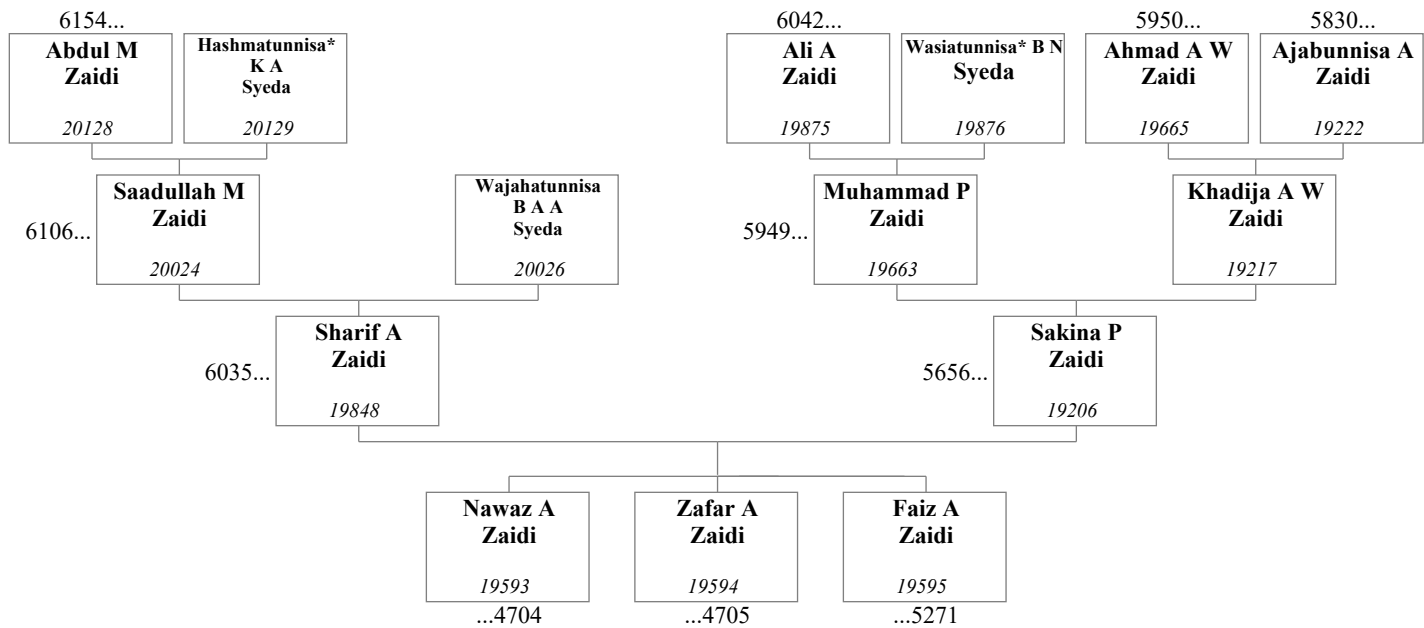 6154...
6042...
5950...
5830...
Abdul M
Zaidi
20128
Hashmatunnisa*
K A
Syeda
20129
Ali A
Zaidi
19875
Wasiatunnisa* B N
Syeda
19876
Ahmad A W
Zaidi
19665
Ajabunnisa A
Zaidi
19222
6106...
Saadullah M
Zaidi
20024
Wajahatunnisa
B A A
Syeda
20026
5949...
Muhammad P
Zaidi
19663
Khadija A W
Zaidi
19217
6035...
Sharif A
Zaidi
19848
5656...
Sakina P
Zaidi
19206
Nawaz A
Zaidi
19593
...4704
Zafar A
Zaidi
19594
...4705
Faiz A
Zaidi
19595
...5271